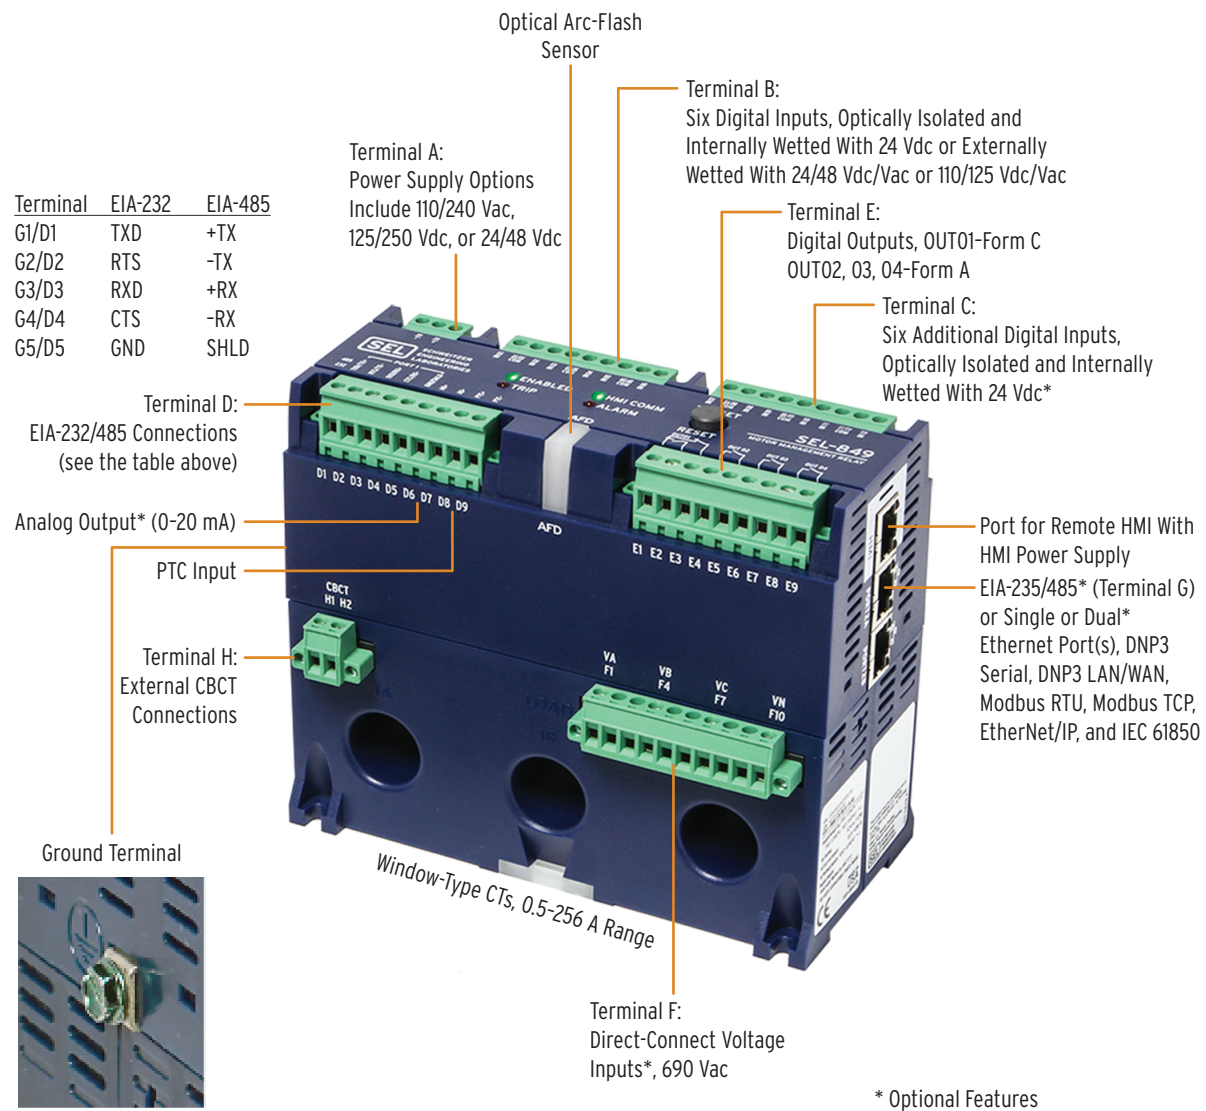 Optical Arc-Flash
Sensor
Terminal B:
Six Digital Inputs, Optically Isolated and
Internally Wetted With 24 Vdc or Externally
Wetted With 24/48 Vdc/Vac or 110/125 Vdc/Vac
Terminal A:
Power Supply Options
Include 110/240 Vac,
125/250 Vdc, or 24/48 Vdc
Terminal EIA-232 EIA-485
G1/D1 TXD +TX
G2/D2 RTS -TX
G3/D3 RXD +RX
G4/D4 CTS -RX
G5/D5 GND SHLD
Terminal E:
Digital Outputs, OUT01-Form C
OUT02, 03, 04-Form A
Terminal C:
Six Additional Digital Inputs,
Optically Isolated and Internally
Wetted With 24 Vdc*
Terminal D:
EIA-232/485 Connections
(see the table above)
Analog Output* (0-20 mA)
PTC Input
Terminal H:
External CBCT
Connections
Ground Terminal
SEL
SCHWEITZER
ENGINEERING
LABORATORIES
PORT 1
ENABLED
TRIP
HMI COMM
ALARM
AFD
RESET
SEL-849
MOTOR MANAGEMENT RELAY
D1 D2 D3 D4 D5 D6 D7 D8 D9
AFD
E1 E2 E3 E4 E5 E6 E7 E8 E9
CBCT
H1 H2
VA
F1
VB
F4
VC
F7
VN
F10
Port for Remote HMI With
HMI Power Supply
EIA-235/485* (Terminal G)
or Single or Dual*
Ethernet Port(s), DNP3
Serial, DNP3 LAN/WAN,
Modbus RTU, Modbus TCP,
EtherNet/IP, and IEC 61850
Window-Type CTs, 0.5-256 A Range
Terminal F:
Direct-Connect Voltage
Inputs*, 690 Vac
* Optional Features